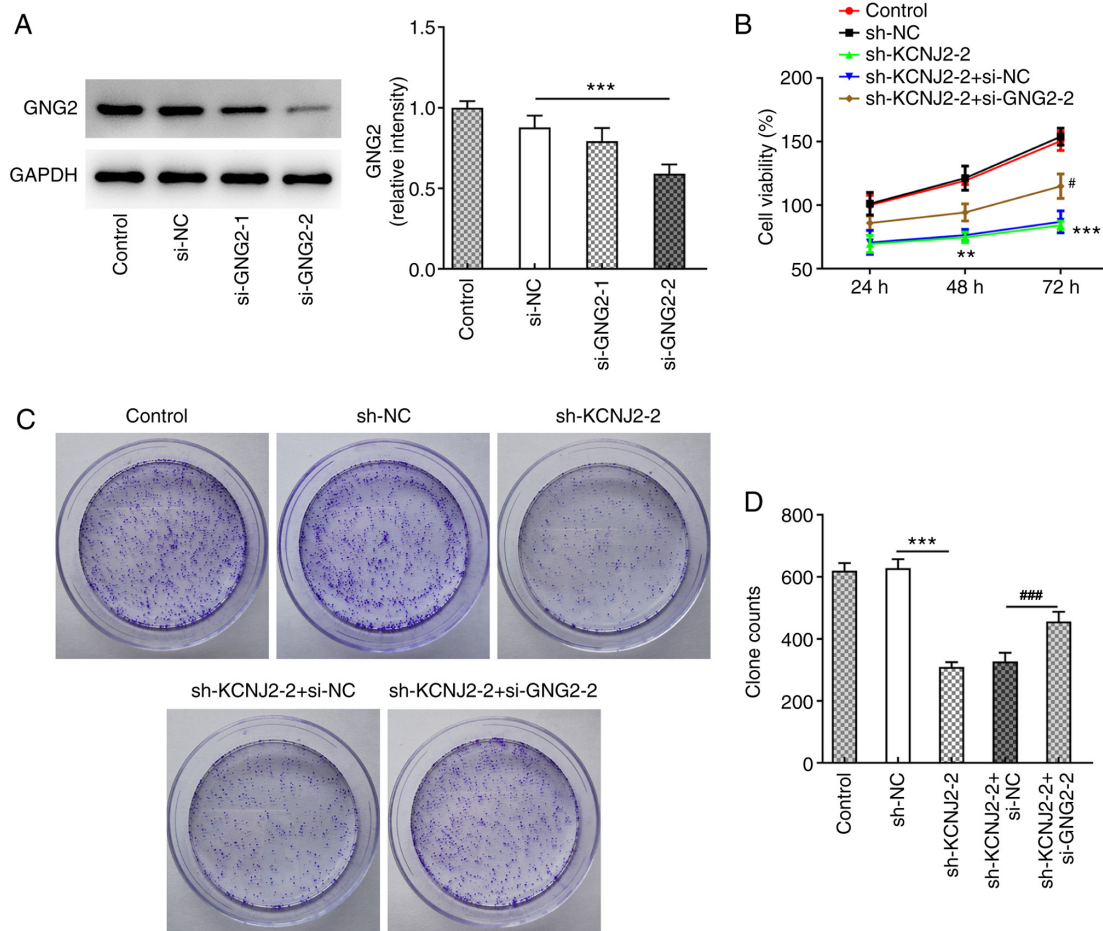 A
GNG2
GAPDH
Control
si-NC
si-GNG2-1
si-GNG2-2
GNG2
(relative intensity)
1.5
1.0
0.5
0.0
***
Control
si-NC
si-GNG2-1
si-GNG2-2
B
Control
sh-NC
sh-KCNJ2-2
sh-KCNJ2-2+si-NC
sh-KCNJ2-2+si-GNG2-2
Cell viability (%)
200
150
100
50
#
***
**
24 h
48 h
72 h
C
Control
sh-NC
sh-KCNJ2-2
sh-KCNJ2-2+si-NC
sh-KCNJ2-2+si-GNG2-2
D
Clone counts
800
600
400
200
0
***
###
Control
sh-NC
sh-KCNJ2-2
sh-KCNJ2-2+
si-NC
sh-KCNJ2-2+
si-GNG2-2